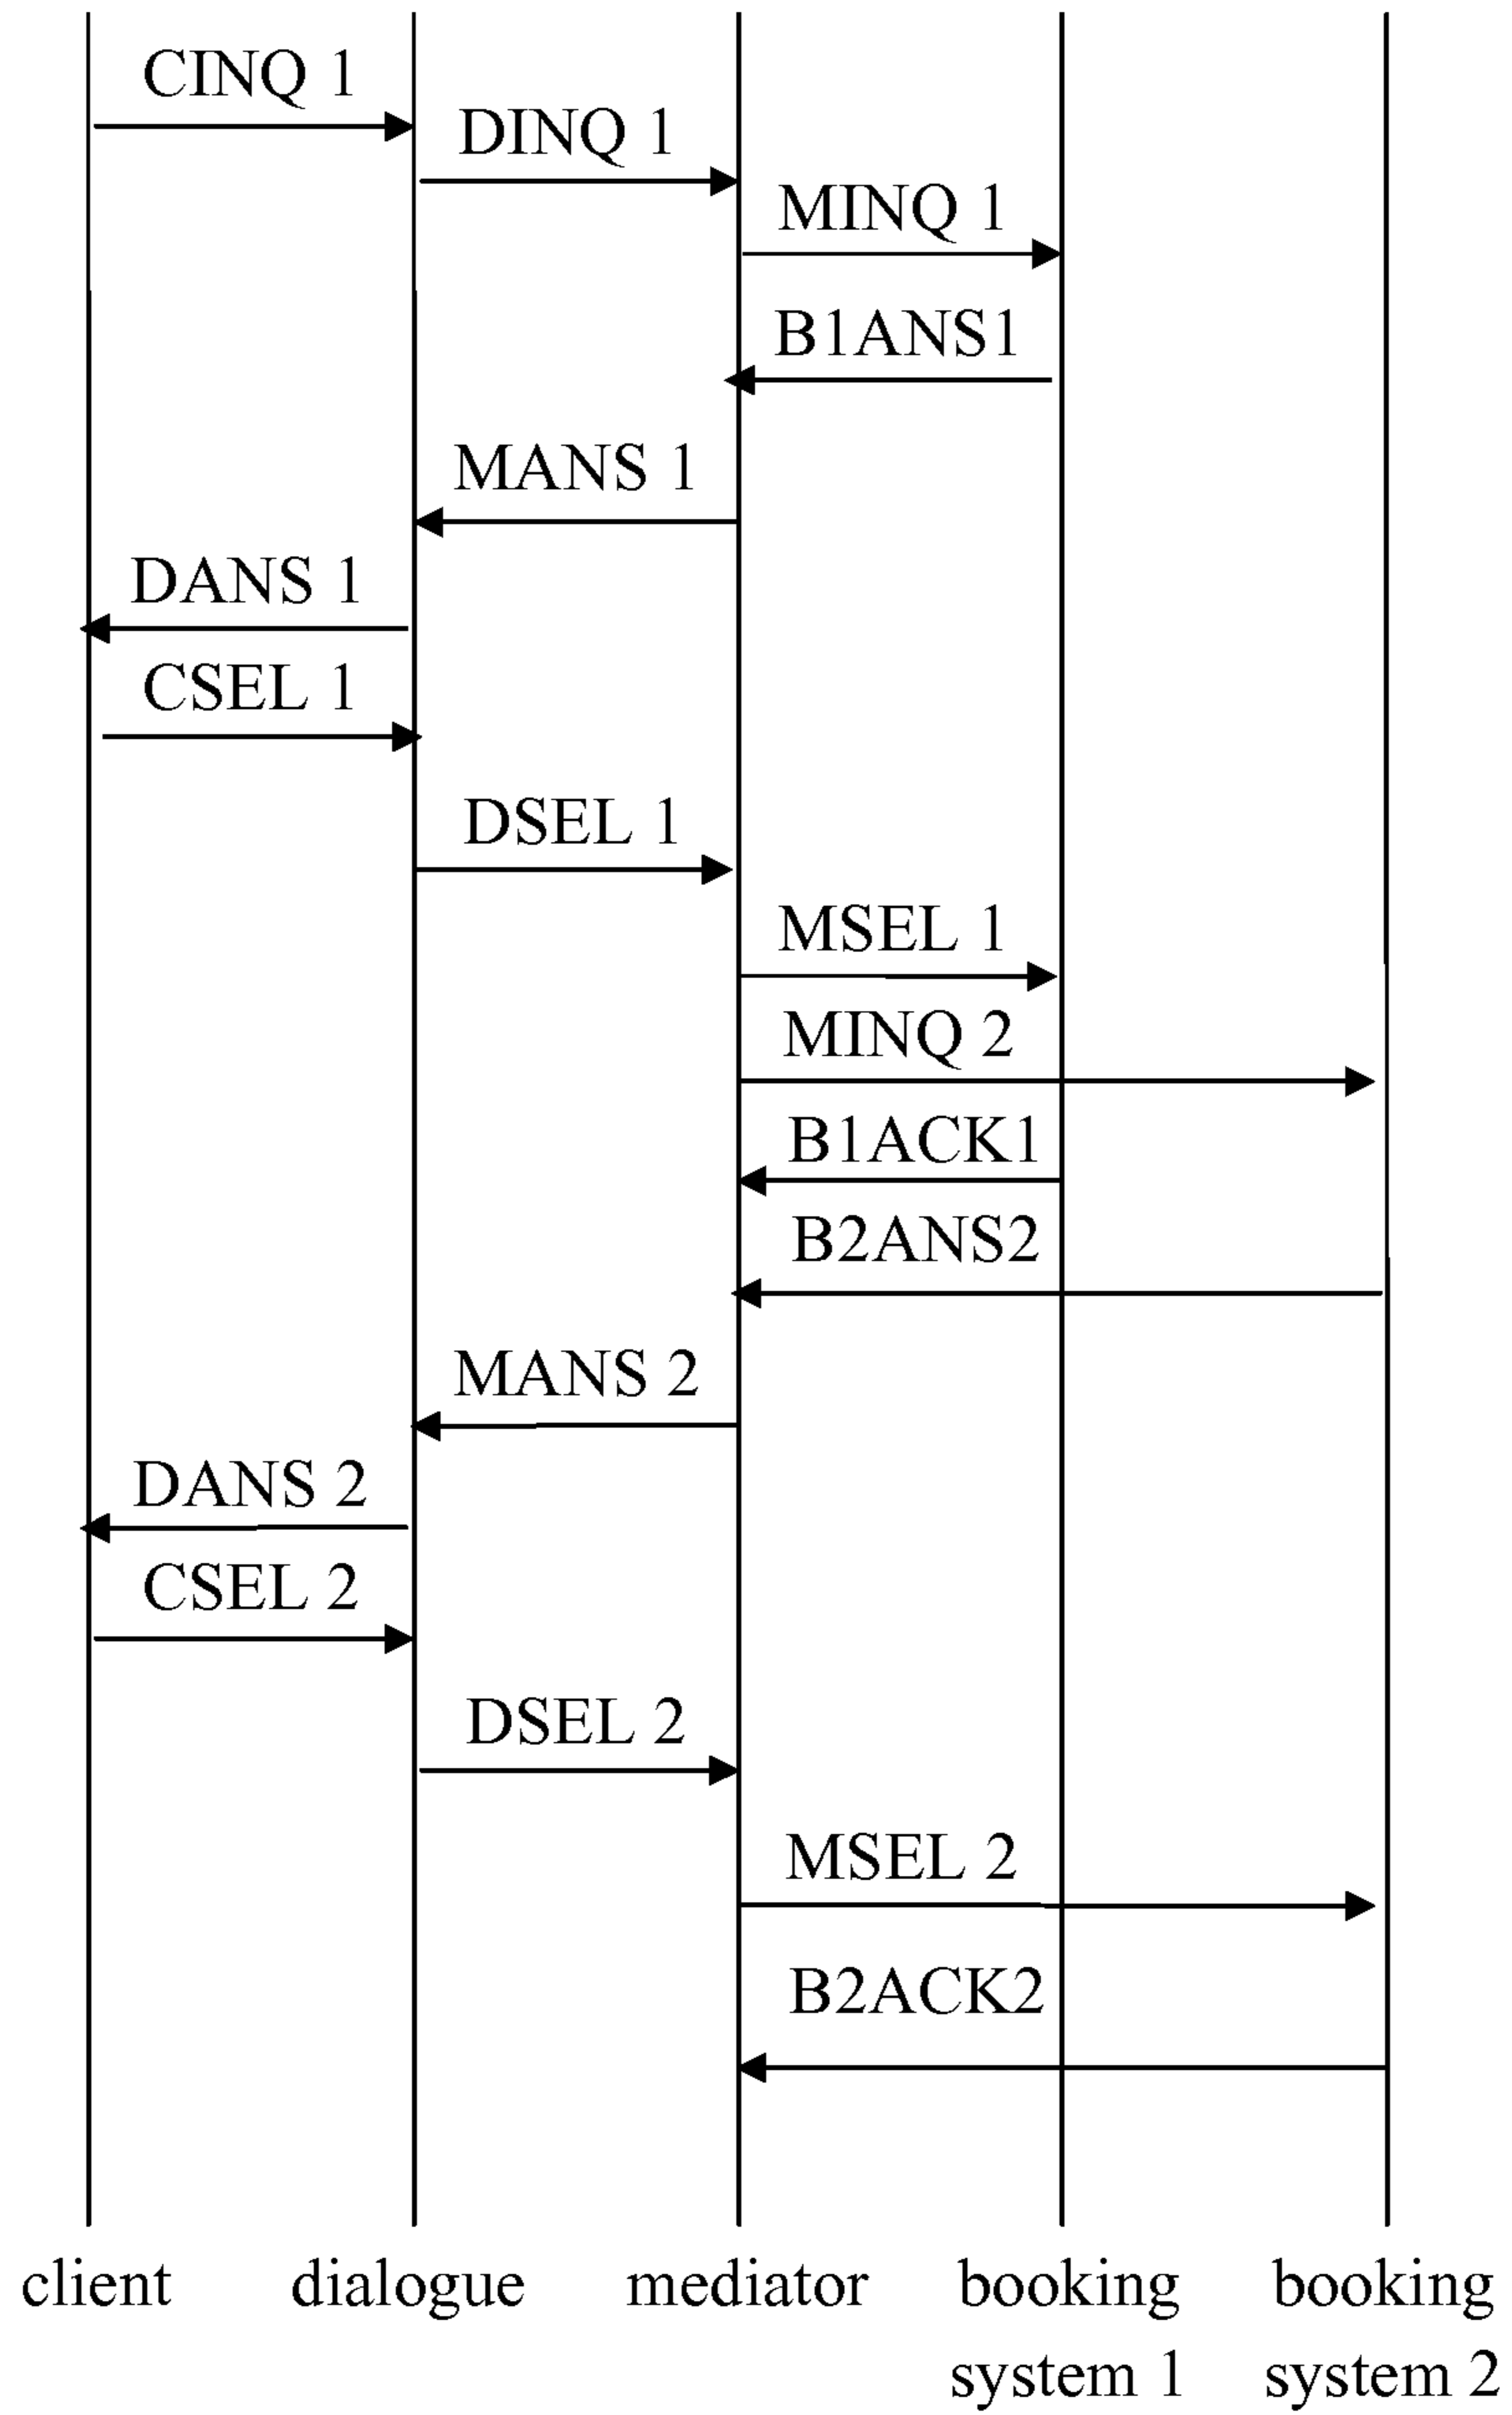 CINQ 1
DINQ 1
MINQ 1
B1ANS1
MANS 1
DANS 1
CSEL 1
DSEL 1
MSEL 1
MINQ 2
B1ACK1
B2ANS2
MANS 2
DANS 2
CSEL 2
DSEL 2
MSEL 2
B2ACK2
client dialogue mediator booking booking
system 1 system 2